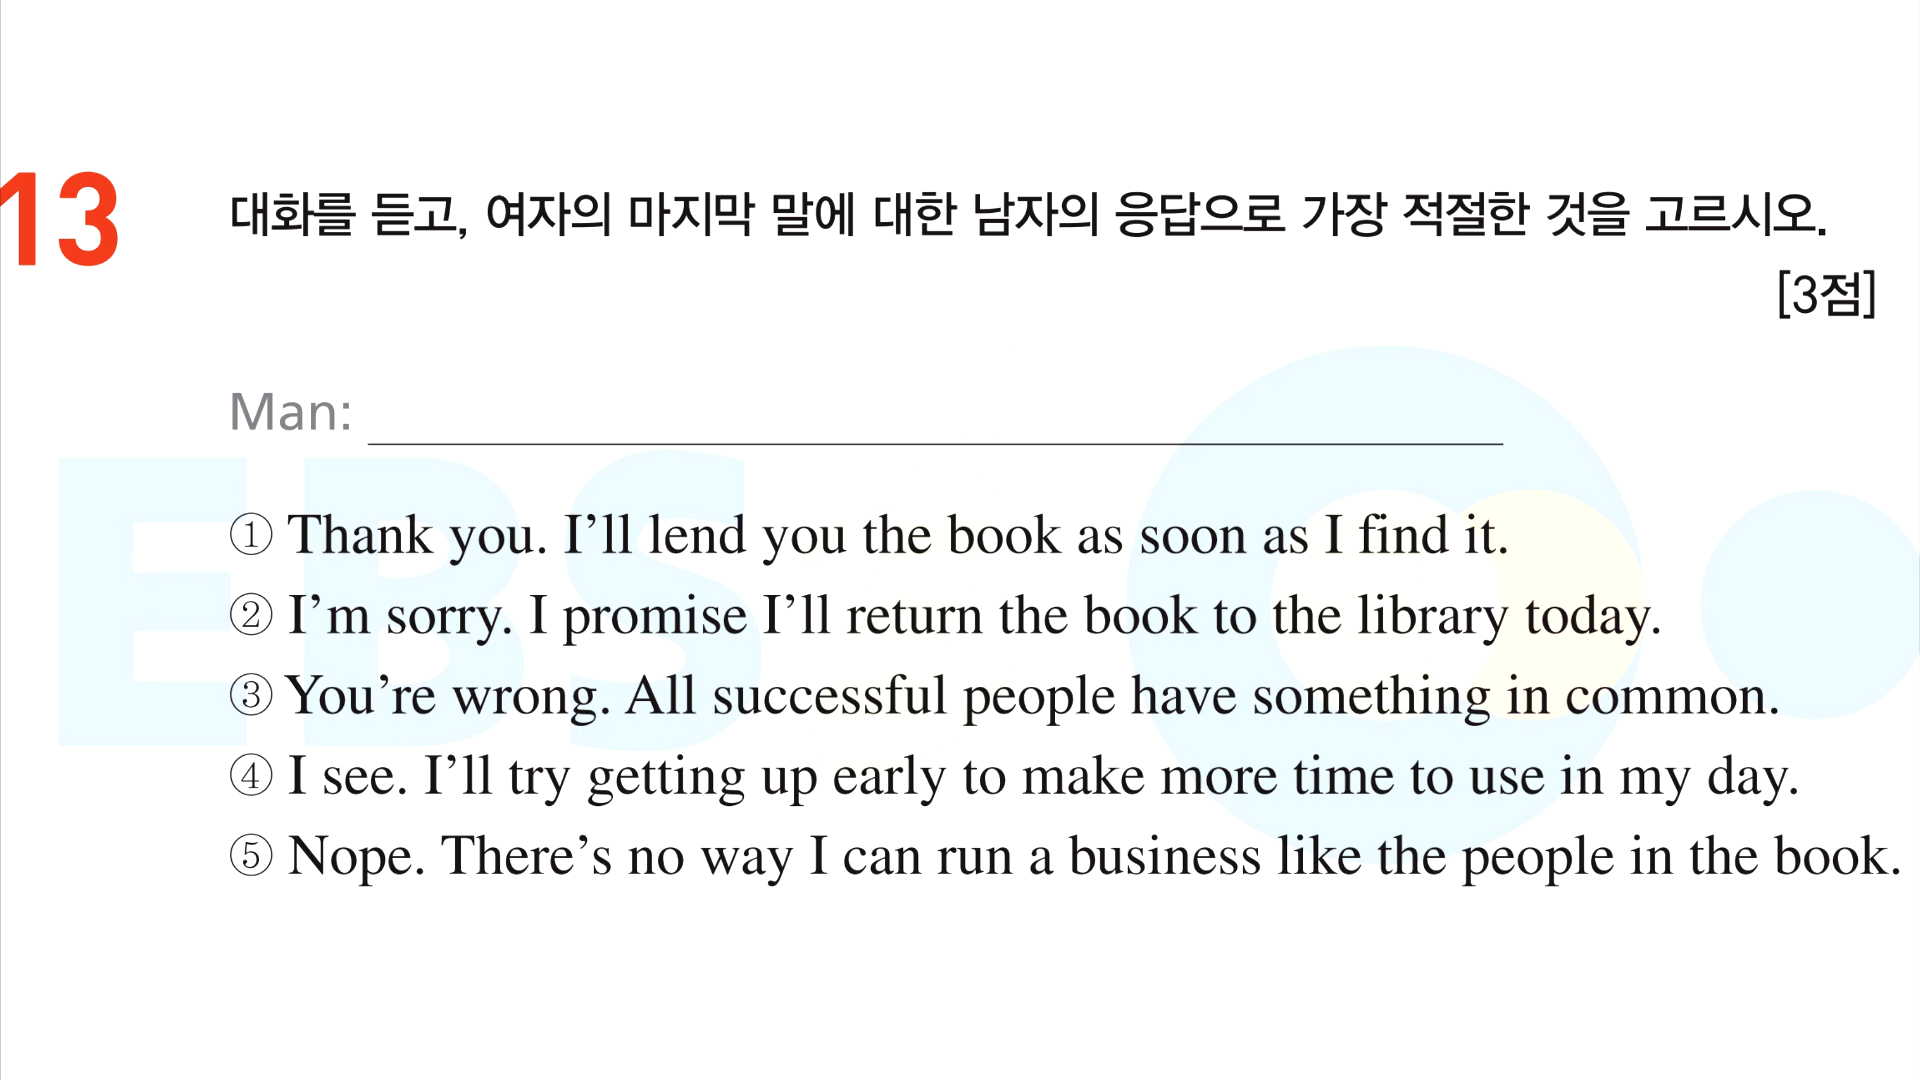 13 대화를 듣고, 여자의 마지막 말에 대한 남자의 응답으로 가장 적절한 것을 고르시오.
[3점]
Man:
① Thank you. I’ll lend you the book as soon as I find it.
② I’m sorry. I promise I’ll return the book to the library today.
③ You’re wrong. All successful people have something in common.
④ I see. I’ll try getting up early to make more time to use in my day.
⑤ Nope. There’s no way I can run a business like the people in the book.
EBS